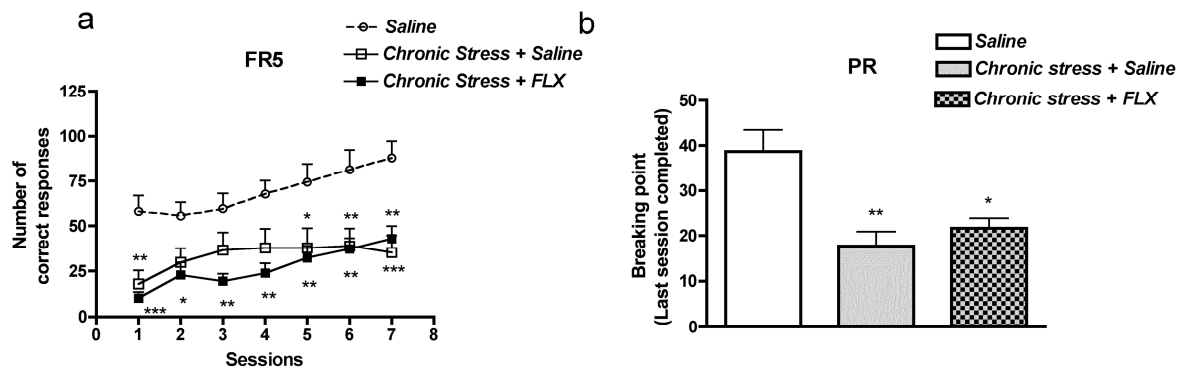 a
FR5
Saline
Chronic Stress + Saline
Chronic Stress + FLX
Number of
correct responses
125
100
75
50
25
0
** * ** **
*** * ** ** ** ** ***
0 1 2 3 4 5 6 7 8
Sessions
b
PR
Saline
Chronic stress + Saline
Chronic stress + FLX
Breaking point
(Last session completed)
50
40
30
20
10
0
** *